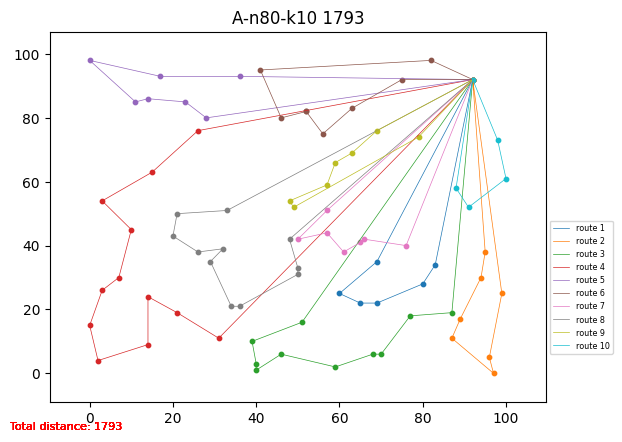 A-n80-k10 1793
100
80
60
40
20
0
0 20 40 60 80 100
route 1
route 2
route 3
route 4
route 5
route 6
route 7
route 8
route 9
route 10
Total distance: 1793